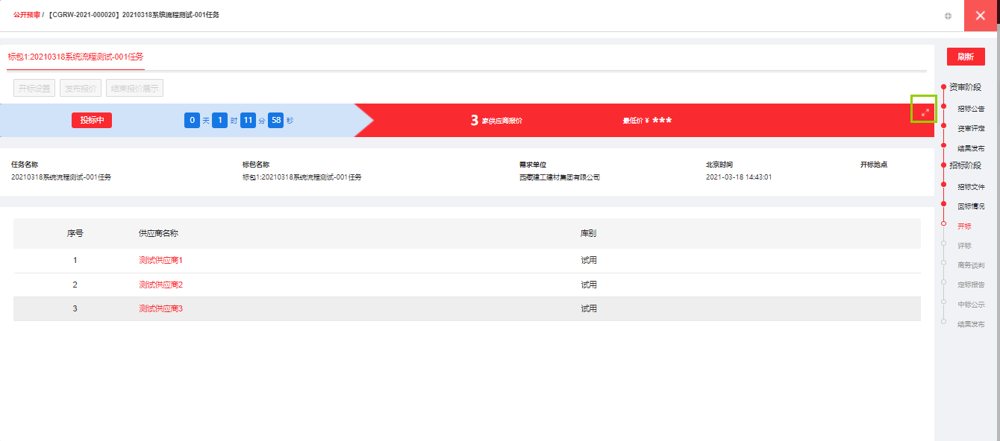 公开预审 / 【CGRW-2021-000020】20210318系统流程测试-001任务
标包1:20210318系统流程测试-001任务
开标设置 发布报价 结束报价展示
投标中 0 天 1 时 11 分 58 秒 3 家供应商报价 最低价 ¥ ***
任务名称 标包名称 需求单位 北京时间 开标地点
20210318系统流程测试-001任务 标包1:20210318系统流程测试-001任务 西藏建工建材集团有限公司 2021-03-18 14:43:01
序号 供应商名称 库别
1 测试供应商1 试用
2 测试供应商2 试用
3 测试供应商3 试用
刷新
资审阶段
招标公告
资审评定
结果发布
招标阶段
招标文件
回标情况
开标
评标
商务谈判
定标报告
中标公示
结果发布